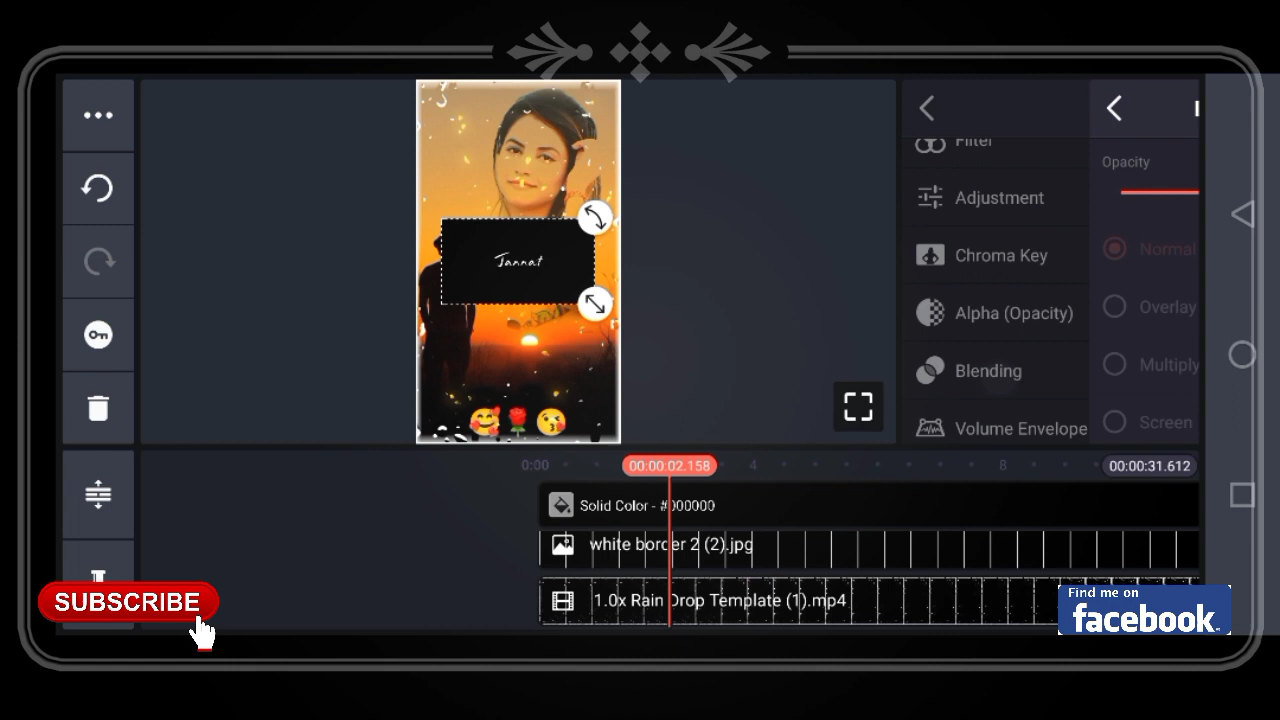 Filter
Adjustment
Chroma Key
Alpha (Opacity)
Blending
Volume Envelope
Opacity
Normal
Overlay
Multiply
Screen
Jannat
0:00
00:00:02.158
4
8
00:00:31.612
Solid Color - #000000
white border 2 (2).jpg
1.0x Rain Drop Template (1).mp4
SUBSCRIBE
Find me on
facebook